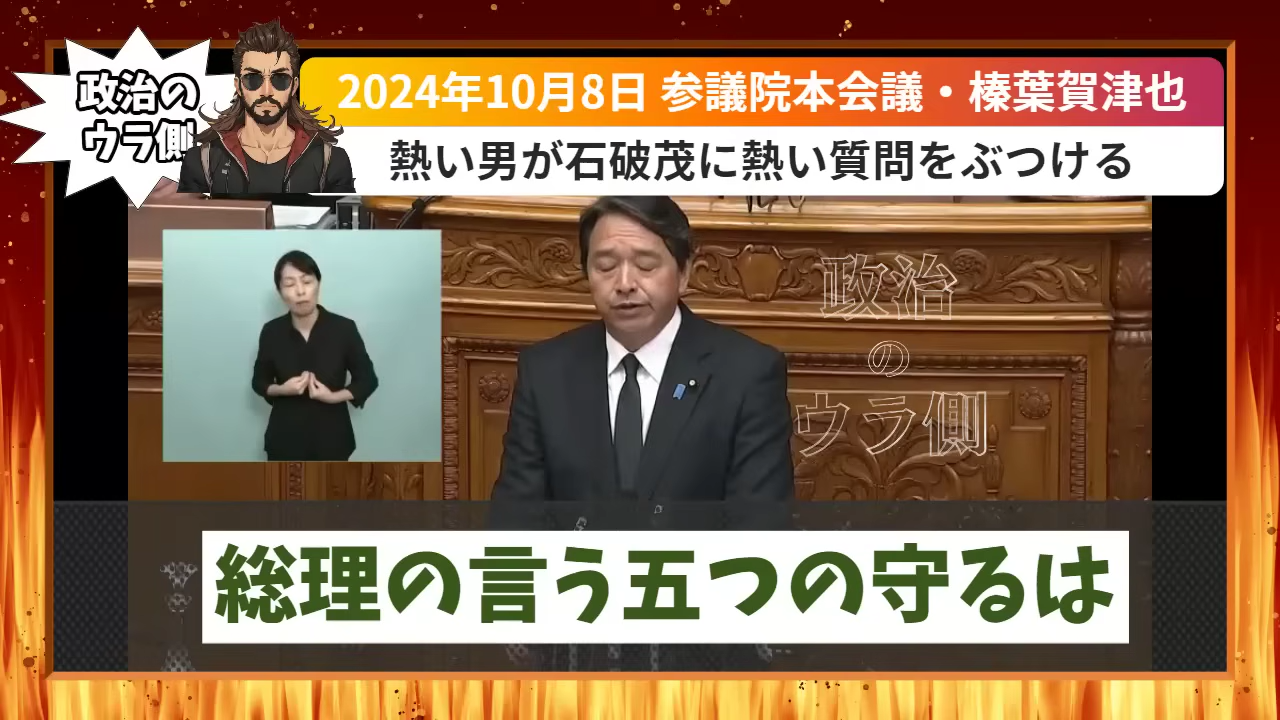 政治の
ウラ側
2024年10月8日 参議院本会議・榛葉賀津也
熱い男が石破茂に熱い質問をぶつける
政治
の
ウラ側
総理の言う五つの守るは